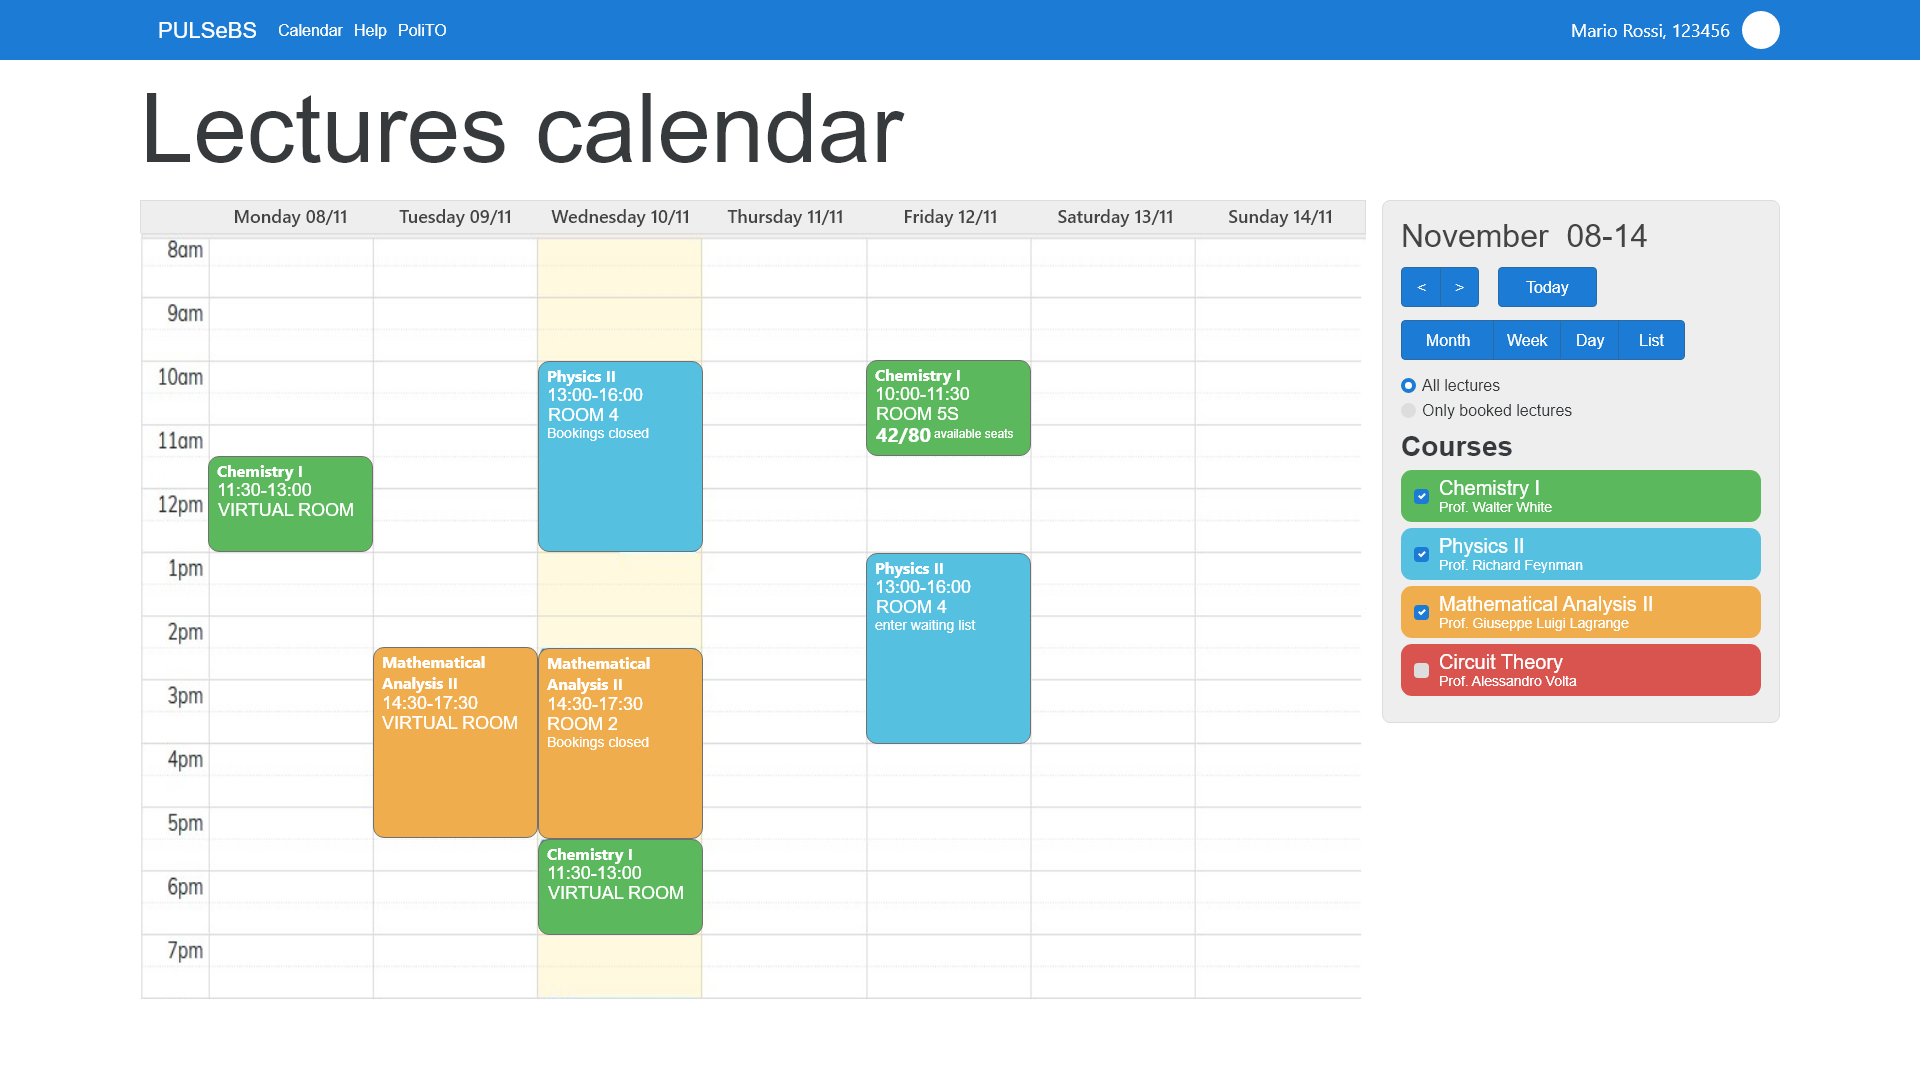 PULSeBS Calendar Help PoliTO Mario Rossi, 123456
Lectures calendar
Monday 08/11 Tuesday 09/11 Wednesday 10/11 Thursday 11/11 Friday 12/11 Saturday 13/11 Sunday 14/11
8am
9am
10am
11am
12pm
1pm
2pm
3pm
4pm
5pm
6pm
7pm
Chemistry I
11:30-13:00
VIRTUAL ROOM
Mathematical
Analysis II
14:30-17:30
VIRTUAL ROOM
Physics II
13:00-16:00
ROOM 4
Bookings closed
Mathematical
Analysis II
14:30-17:30
ROOM 2
Bookings closed
Chemistry I
11:30-13:00
VIRTUAL ROOM
Chemistry I
10:00-11:30
ROOM 5S
42/80 available seats
Physics II
13:00-16:00
ROOM 4
enter waiting list
November 08-14
< > Today
Month Week Day List
All lectures
Only booked lectures
Courses
Chemistry I
Prof. Walter White
Physics II
Prof. Richard Feynman
Mathematical Analysis II
Prof. Giuseppe Luigi Lagrange
Circuit Theory
Prof. Alessandro Volta